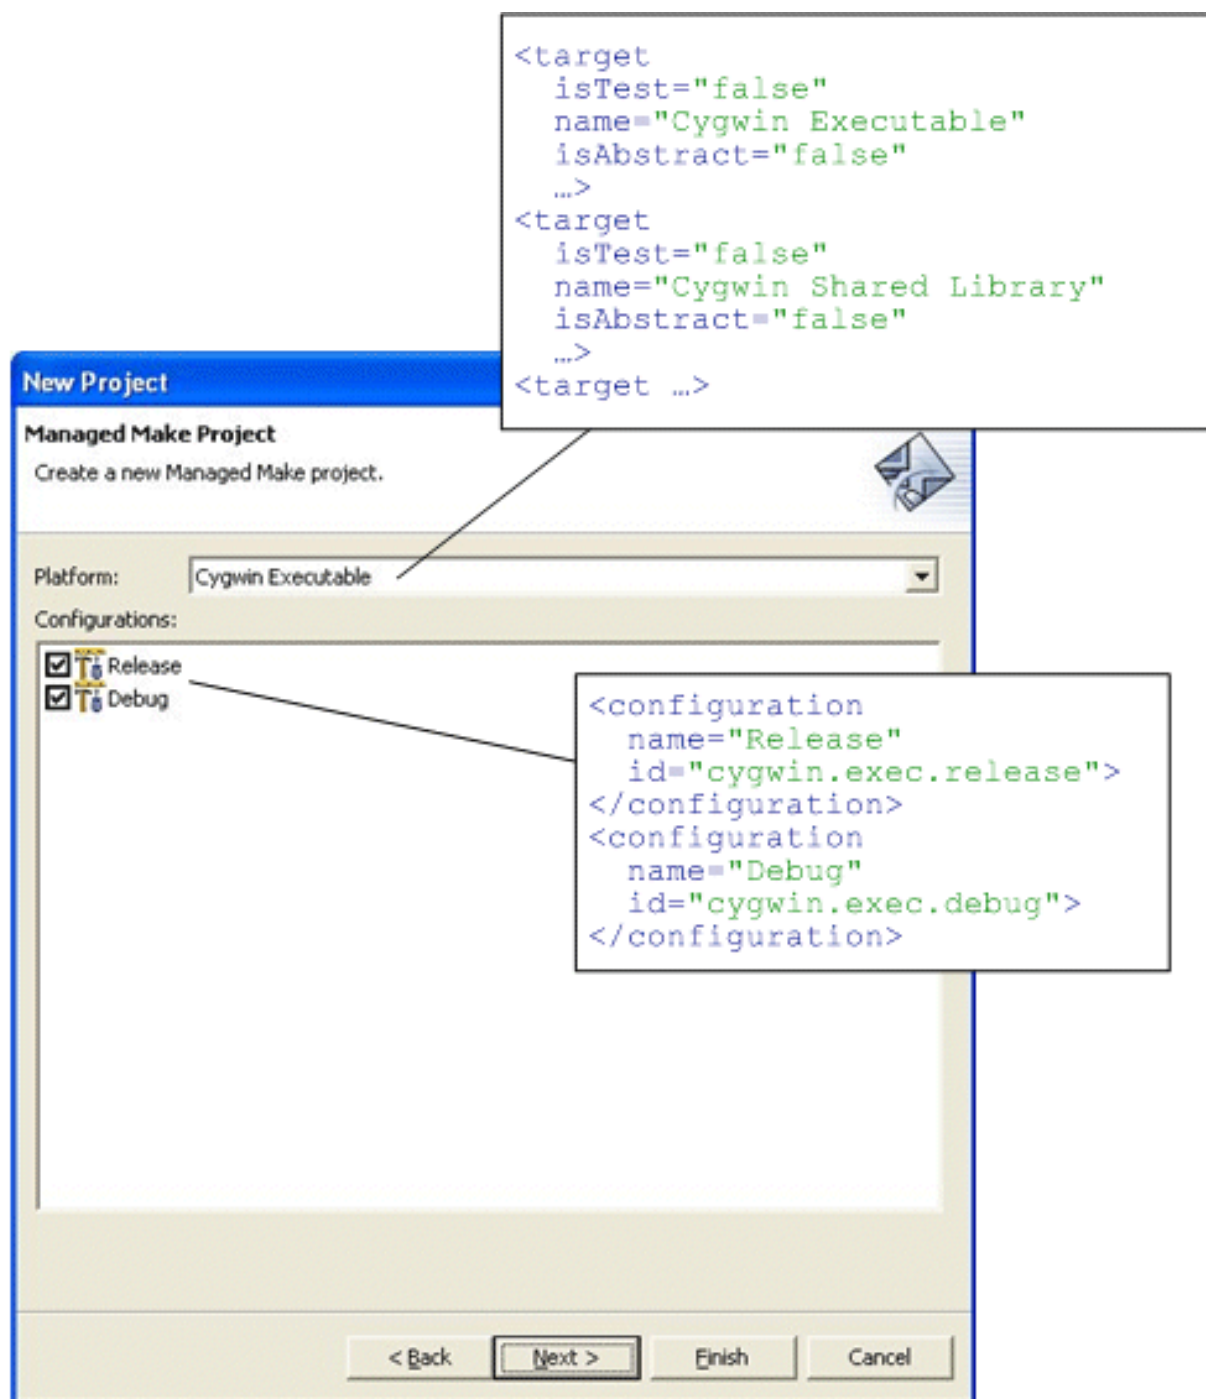 <target
isTest="false"
name="Cygwin Executable"
isAbstract="false"
…>
<target
isTest="false"
name="Cygwin Shared Library"
isAbstract="false"
…>
<target …>
New Project
Managed Make Project
Create a new Managed Make project.
Platform: Cygwin Executable
Configurations:
Release
Debug
<configuration
name="Release"
id="cygwin.exec.release">
</configuration>
<configuration
name="Debug"
id="cygwin.exec.debug">
</configuration>
< Back Next > Finish Cancel